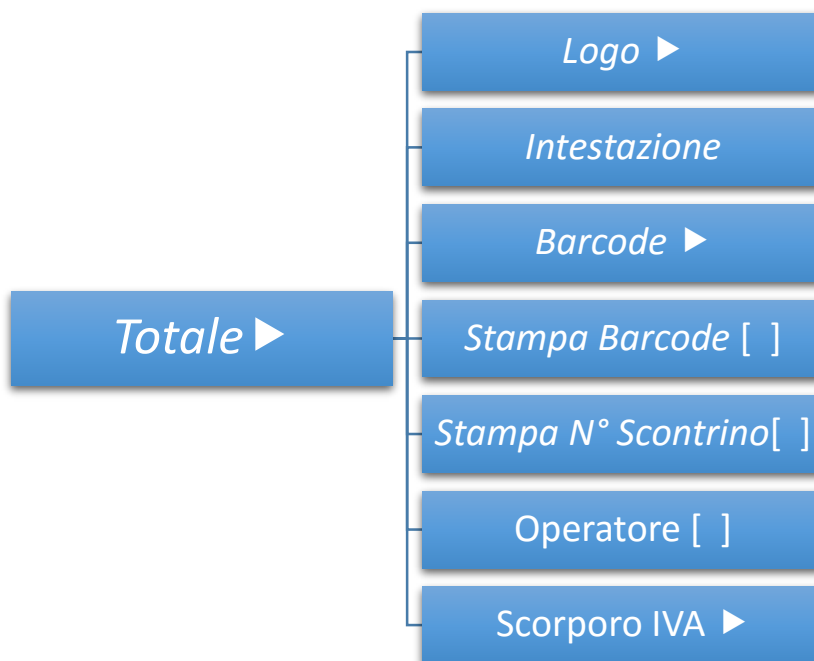 Logo ▶
Intestazione
Barcode ▶
Totale ▶
Stampa Barcode [ ]
Stampa N° Scontrino[ ]
Operatore [ ]
Scorporo IVA ▶